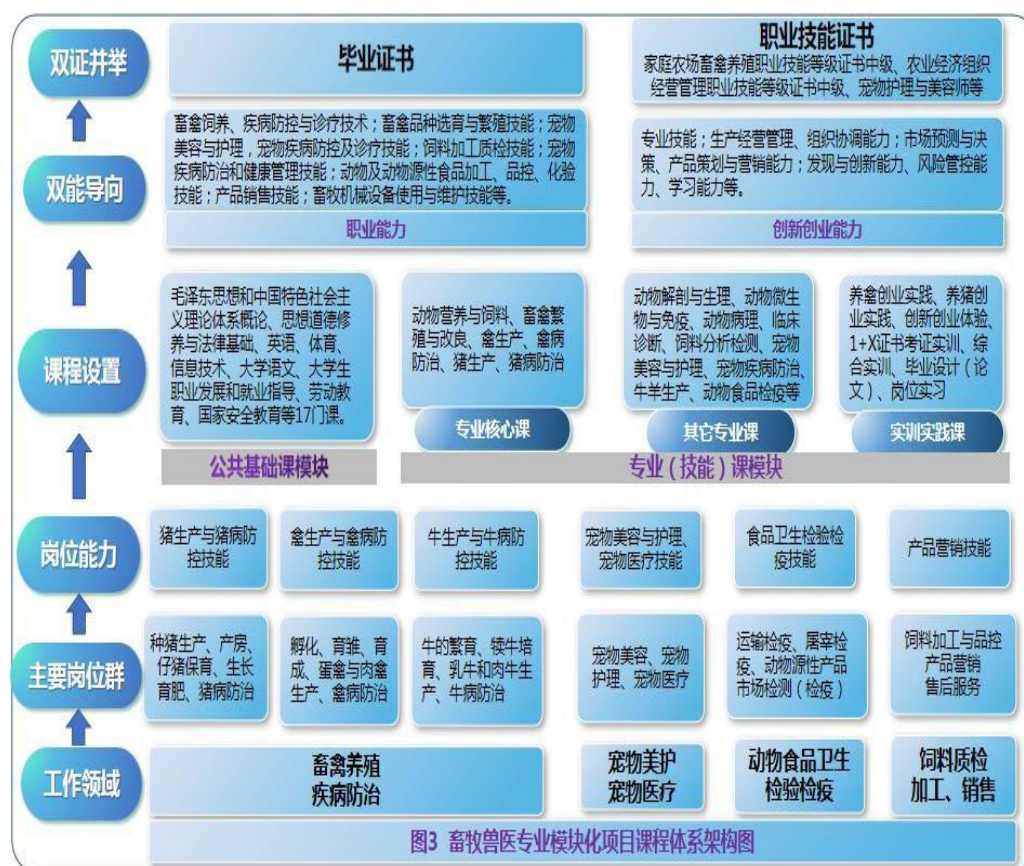 双证并举
毕业证书
职业技能证书
家庭农场畜禽养殖职业技能等级证书中级、农业经济组织
经营管理职业技能等级证书中级、宠物护理与美容师等
双能导向
畜禽饲养、疾病防控与诊疗技术；畜禽品种选育与繁殖技能；宠物
美容与护理，宠物疾病防控及诊疗技能；饲料加工质检技能；宠物
疾病防治和健康管理技能；动物及动物源性食品加工、品控、化验
技能；产品销售技能；畜牧机械设备使用与维护技能等。
职业能力
专业技能；生产经营管理、组织协调能力；市场预测与决
策、产品策划与营销能力；发现与创新能力、风险管控能
力、学习能力等。
创新创业能力
课程设置
毛泽东思想和中国特色社会主
义理论体系概论、思想道德修
养与法律基础、英语、体育、
信息技术、大学语文、大学生
职业发展和就业指导、劳动教
育、国家安全教育等17门课。
公共基础课模块
动物营养与饲料、畜禽繁
殖与改良、禽生产、禽病
防治、猪生产、猪病防治
专业核心课
动物解剖与生理、动物微生
物与免疫、动物病理、临床
诊断、饲料分析检测、宠物
美容与护理、宠物疾病防治、
牛羊生产、动物食品检疫等
其它专业课
养禽创业实践、养猪创
业实践、创新创业体验、
1+X证书考证实训、综
合实训、毕业设计（论
文）、岗位实习
实训实践课
专业（技能）课模块
岗位能力
猪生产与猪病防
控技能
禽生产与禽病防
控技能
牛生产与牛病防
控技能
宠物美容与护理、
宠物医疗技能
食品卫生检验检
疫技能
产品营销技能
主要岗位群
种猪生产、产房、
仔猪保育、生长
育肥、猪病防治
孵化、育雏、育
成、蛋禽与肉禽
生产、禽病防治
牛的繁育、犊牛培
育、乳牛和肉牛生
产、牛病防治
宠物美容、宠物
护理、宠物医疗
运输检疫、屠宰检
疫、动物源性产品
市场检测（检疫）
饲料加工与品控
产品营销
售后服务
工作领域
畜禽养殖
疾病防治
宠物美护
宠物医疗
动物食品卫生
检验检疫
饲料质检
加工、销售
图3 畜牧兽医专业模块化项目课程体系架构图